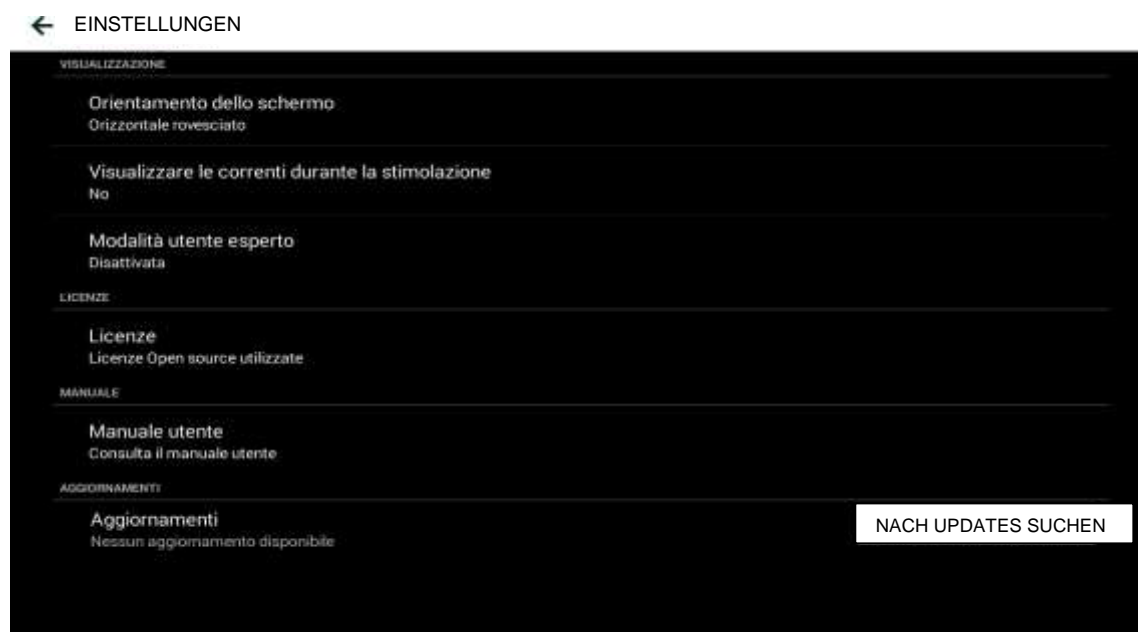 EINSTELLUNGEN
VISUALIZZAZIONE
Orientamento dello schermo
Orizzontale rovesciato
Visualizzare le correnti durante la stimolazione
No
Modalità utente esperto
Disattivata
LICENZE
Licenze
Licenze Open source utilizzate
MANUALE
Manuale utente
Consulta il manuale utente
AGGIORNAMENTI
Aggiornamenti
NACH UPDATES SUCHEN
Nessun aggiornamento disponibile